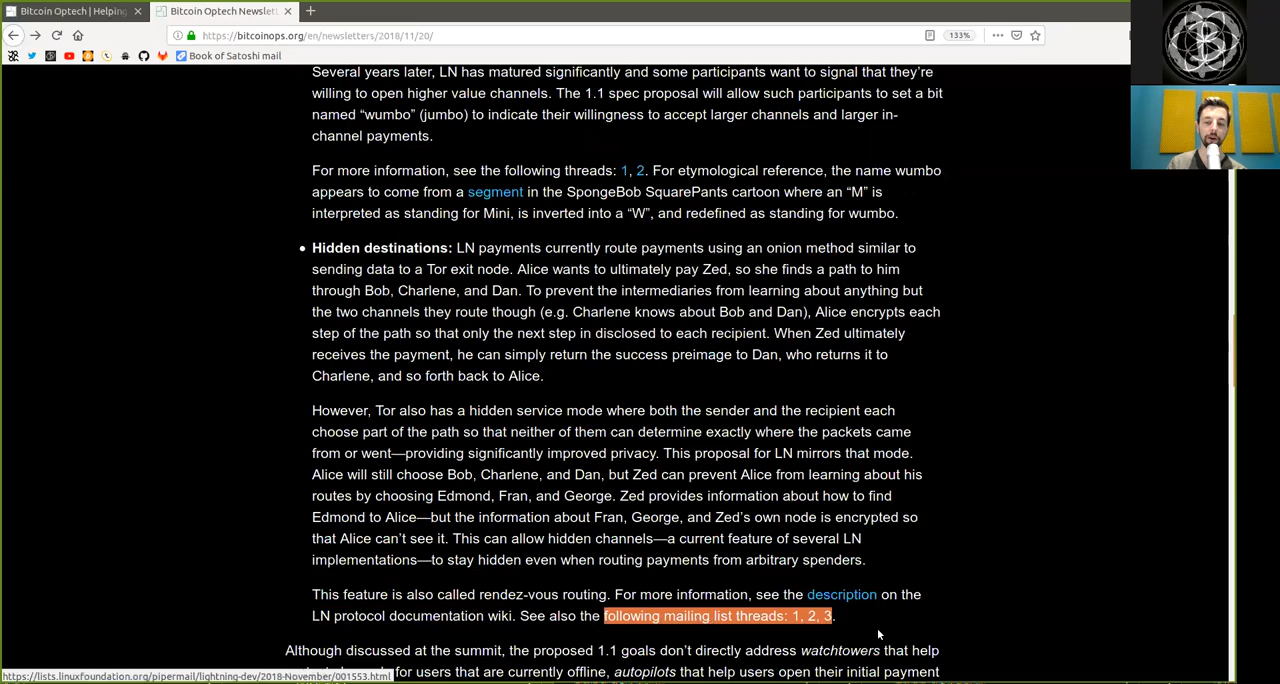 Bitcoin Optech | Helping
Bitcoin Optech Newslett
https://bitcoinops.org/en/newsletters/2018/11/20/
133%
Book of Satoshi mail
Several years later, LN has matured significantly and some participants want to signal that they're
willing to open higher value channels. The 1.1 spec proposal will allow such participants to set a bit
named “wumbo” (jumbo) to indicate their willingness to accept larger channels and larger in-
channel payments.
For more information, see the following threads: 1, 2. For etymological reference, the name wumbo
appears to come from a segment in the SpongeBob SquarePants cartoon where an “M” is
interpreted as standing for Mini, is inverted into a “W”, and redefined as standing for wumbo.
• Hidden destinations: LN payments currently route payments using an onion method similar to
sending data to a Tor exit node. Alice wants to ultimately pay Zed, so she finds a path to him
through Bob, Charlene, and Dan. To prevent the intermediaries from learning about anything but
the two channels they route though (e.g. Charlene knows about Bob and Dan), Alice encrypts each
step of the path so that only the next step in disclosed to each recipient. When Zed ultimately
receives the payment, he can simply return the success preimage to Dan, who returns it to
Charlene, and so forth back to Alice.
However, Tor also has a hidden service mode where both the sender and the recipient each
choose part of the path so that neither of them can determine exactly where the packets came
from or went—providing significantly improved privacy. This proposal for LN mirrors that mode.
Alice will still choose Bob, Charlene, and Dan, but Zed can prevent Alice from learning about his
routes by choosing Edmond, Fran, and George. Zed provides information about how to find
Edmond to Alice—but the information about Fran, George, and Zed's own node is encrypted so
that Alice can't see it. This can allow hidden channels—a current feature of several LN
implementations—to stay hidden even when routing payments from arbitrary spenders.
This feature is also called rendez-vous routing. For more information, see the description on the
LN protocol documentation wiki. See also the following mailing list threads: 1, 2, 3.
Although discussed at the summit, the proposed 1.1 goals don't directly address watchtowers that help
for users that are currently offline, autopilots that help users open their initial payment
https://lists.linuxfoundation.org/pipermail/lightning-dev/2018-November/001553.html